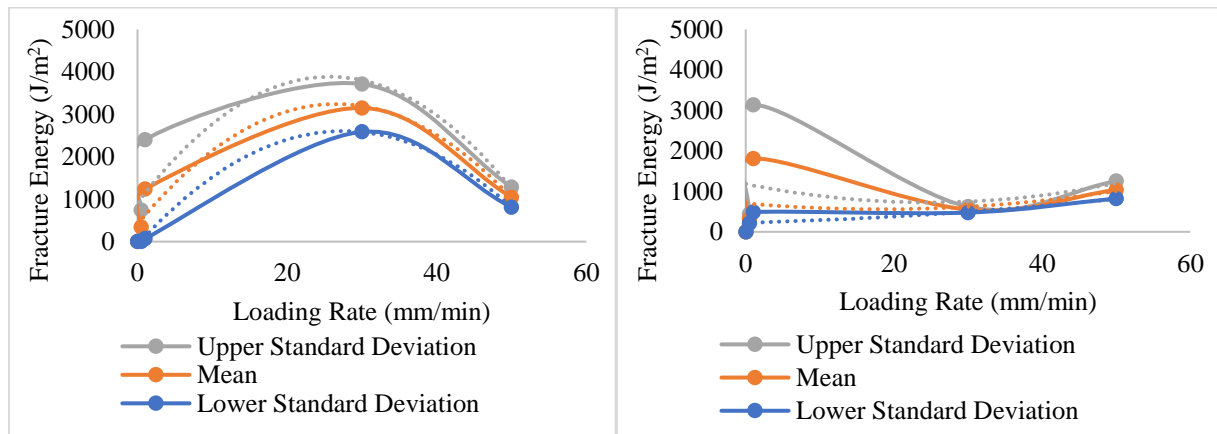 Fracture Energy (J/m²)
5000
4000
3000
2000
1000
0
0 20 40 60
Loading Rate (mm/min)
Upper Standard Deviation
Mean
Lower Standard Deviation
Fracture Energy (J/m²)
5000
4000
3000
2000
1000
0
0 20 40 60
Loading Rate (mm/min)
Upper Standard Deviation
Mean
Lower Standard Deviation